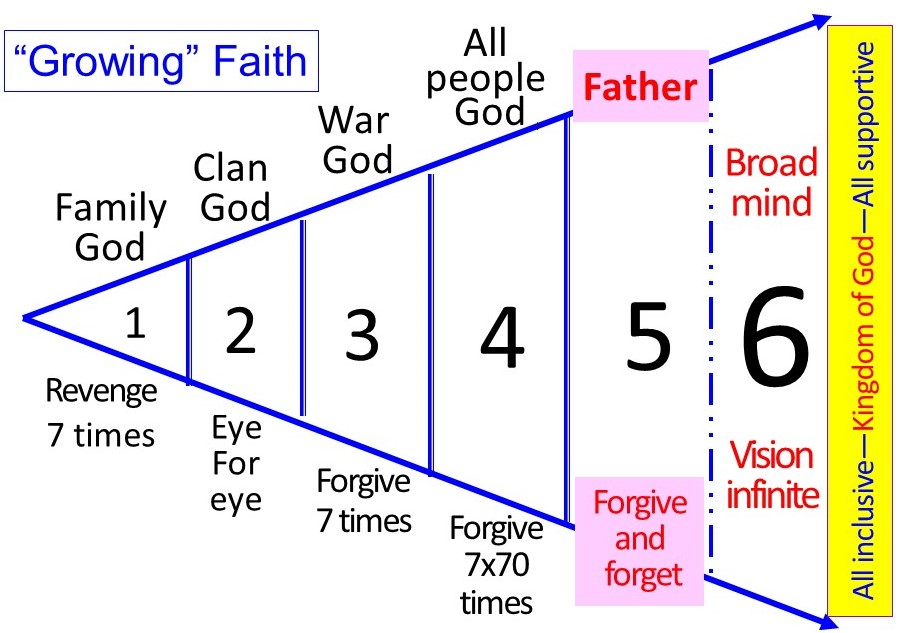 “Growing” Faith
Family
God
Clan
God
War
God
All
people
God
Father
1
2
3
4
5
6
Broad
mind
Vision
infinite
Revenge
7 times
Eye
For
eye
Forgive
7 times
Forgive
7x70
times
Forgive
and
forget
All inclusive—Kingdom of God—All supportive